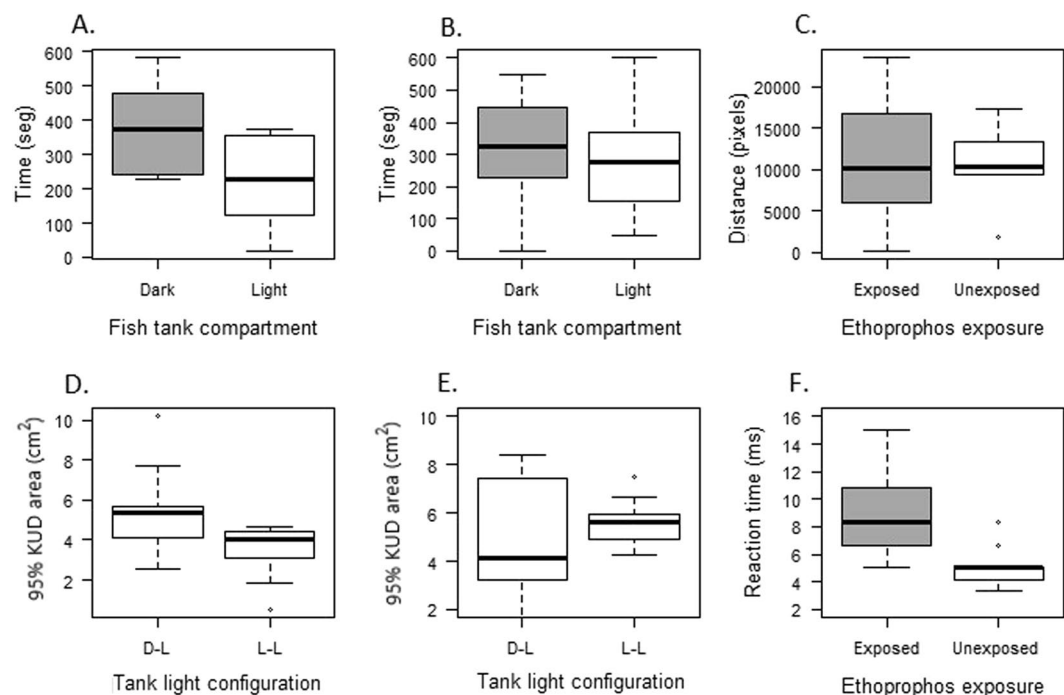 A.
Time (seg)
600
500
400
300
200
100
0
Dark Light
Fish tank compartment
B.
Time (seg)
600
500
400
300
200
100
0
Dark Light
Fish tank compartment
C.
Distance (pixels)
20000
15000
10000
5000
0
Exposed Unexposed
Ethoprophos exposure
D.
95% KUD area (cm²)
10
8
6
4
2
D-L L-L
Tank light configuration
E.
95% KUD area (cm²)
10
8
6
4
2
D-L L-L
Tank light configuration
F.
Reaction time (ms)
16
14
12
10
8
6
4
2
Exposed Unexposed
Ethoprophos exposure